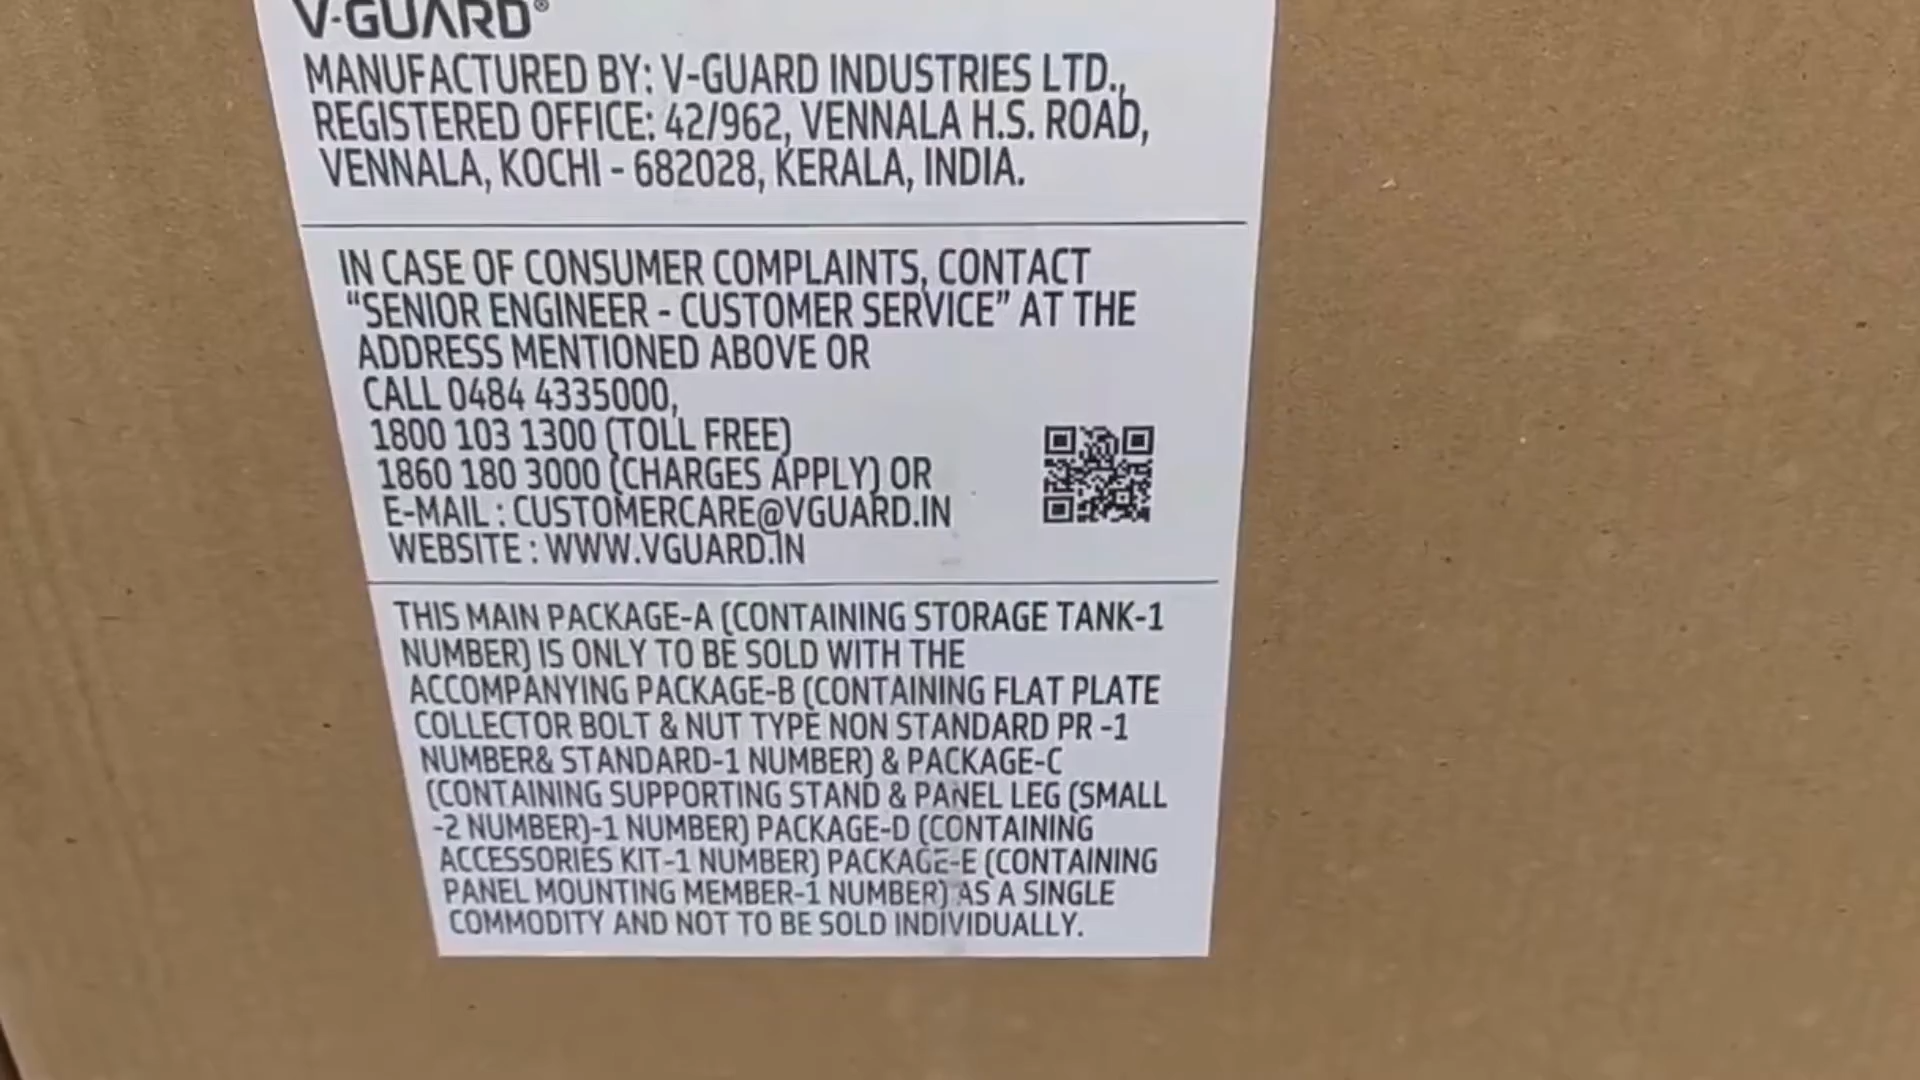 V-GUARD®
MANUFACTURED BY: V-GUARD INDUSTRIES LTD.,
REGISTERED OFFICE: 42/962, VENNALA H.S. ROAD,
VENNALA, KOCHI - 682028, KERALA, INDIA.
IN CASE OF CONSUMER COMPLAINTS, CONTACT
“SENIOR ENGINEER - CUSTOMER SERVICE” AT THE
ADDRESS MENTIONED ABOVE OR
CALL 0484 4335000,
1800 103 1300 (TOLL FREE)
1860 180 3000 (CHARGES APPLY) OR
E-MAIL : CUSTOMERCARE@VGUARD.IN
WEBSITE : WWW.VGUARD.IN
THIS MAIN PACKAGE-A (CONTAINING STORAGE TANK-1
NUMBER) IS ONLY TO BE SOLD WITH THE
ACCOMPANYING PACKAGE-B (CONTAINING FLAT PLATE
COLLECTOR BOLT & NUT TYPE NON STANDARD PR -1
NUMBER& STANDARD-1 NUMBER) & PACKAGE-C
(CONTAINING SUPPORTING STAND & PANEL LEG (SMALL
-2 NUMBER)-1 NUMBER) PACKAGE-D (CONTAINING
ACCESSORIES KIT-1 NUMBER) PACKAGE-E (CONTAINING
PANEL MOUNTING MEMBER-1 NUMBER) AS A SINGLE
COMMODITY AND NOT TO BE SOLD INDIVIDUALLY.